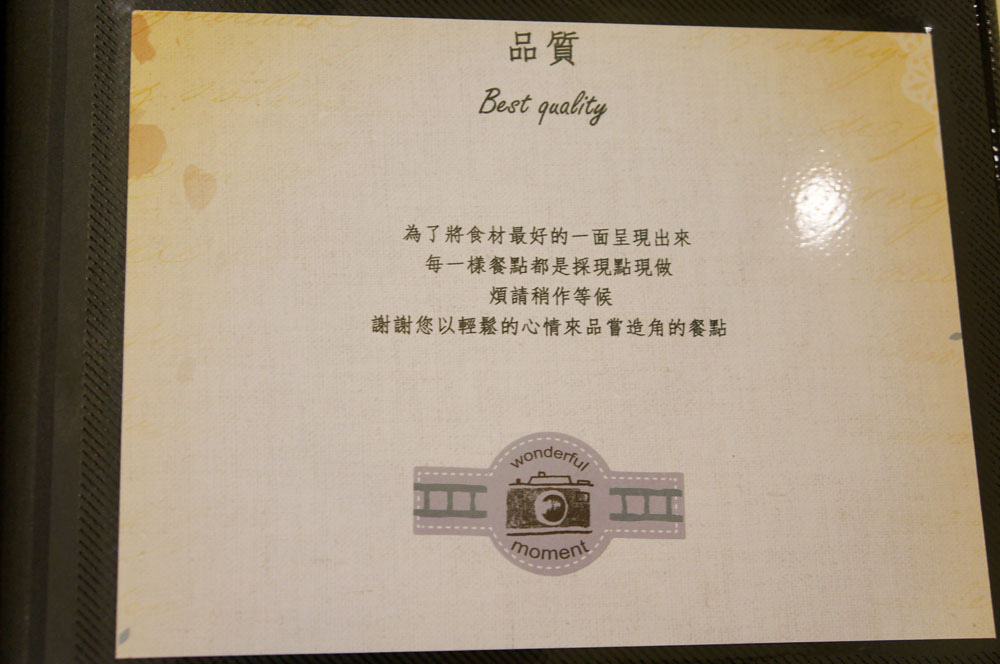 品質
Best quality
為了將食材最好的一面呈現出來
每一樣餐點都是採現點現做
煩請稍作等候
謝謝您以輕鬆的心情來品嘗造角的餐點
wonderful
moment